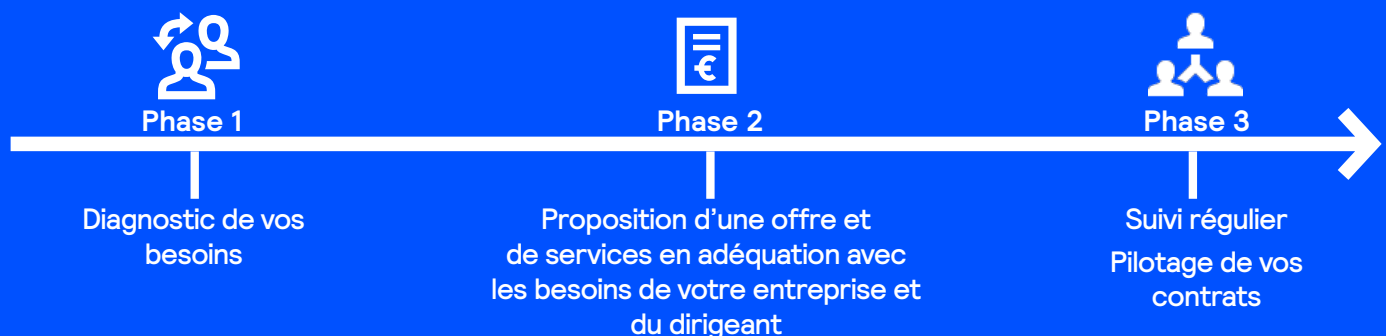 Phase 1
Phase 2
Phase 3
Diagnostic de vos
besoins
€
Proposition d'une offre et
de services en adéquation avec
les besoins de votre entreprise et
du dirigeant
Suivi régulier
Pilotage de vos
contrats